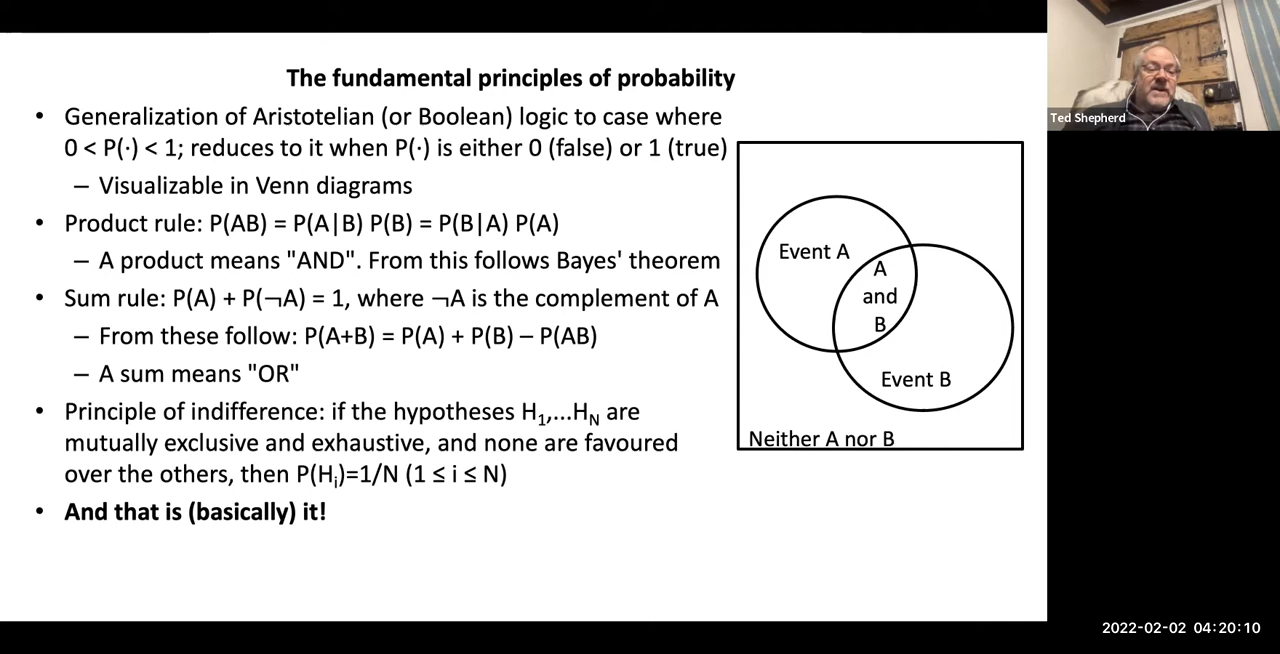 The fundamental principles of probability
• Generalization of Aristotelian (or Boolean) logic to case where
0 < P(·) < 1; reduces to it when P(·) is either 0 (false) or 1 (true)
– Visualizable in Venn diagrams
• Product rule: P(AB) = P(A|B) P(B) = P(B|A) P(A)
– A product means "AND". From this follows Bayes' theorem
• Sum rule: P(A) + P(¬A) = 1, where ¬A is the complement of A
– From these follow: P(A+B) = P(A) + P(B) – P(AB)
– A sum means "OR"
• Principle of indifference: if the hypotheses H₁,...H_N are
mutually exclusive and exhaustive, and none are favoured
over the others, then P(Hᵢ)=1/N (1 ≤ i ≤ N)
• And that is (basically) it!
Event A
A
and
B
Event B
Neither A nor B
Ted Shepherd
2022-02-02 04:20:10